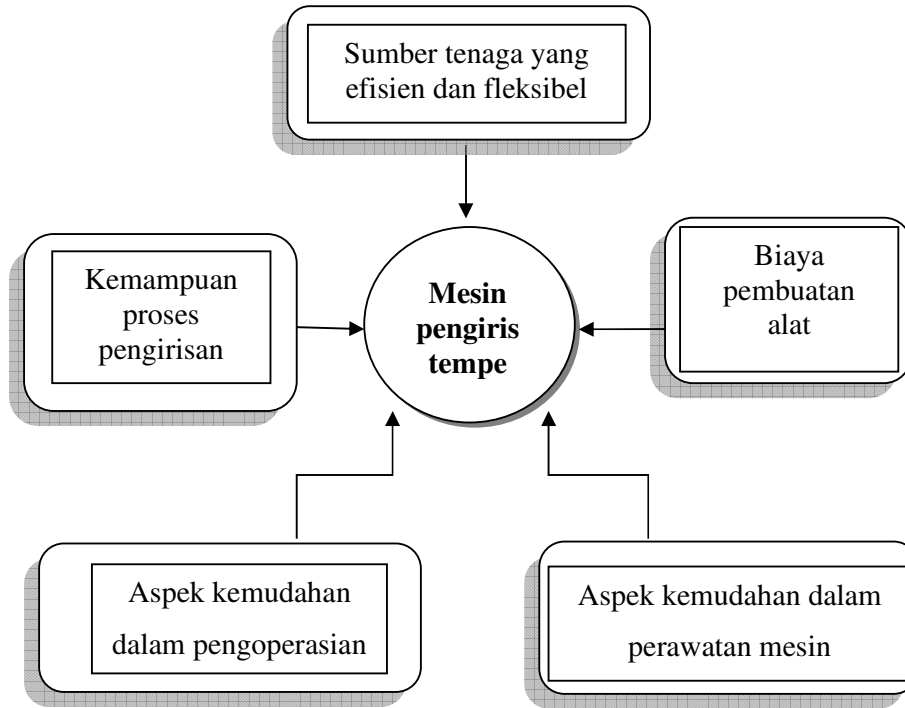 Sumber tenaga yang
efisien dan fleksibel
Kemampuan
proses
pengirisan
Mesin
pengiris
tempe
Biaya
pembuatan
alat
Aspek kemudahan
dalam pengoperasian
Aspek kemudahan dalam
perawatan mesin